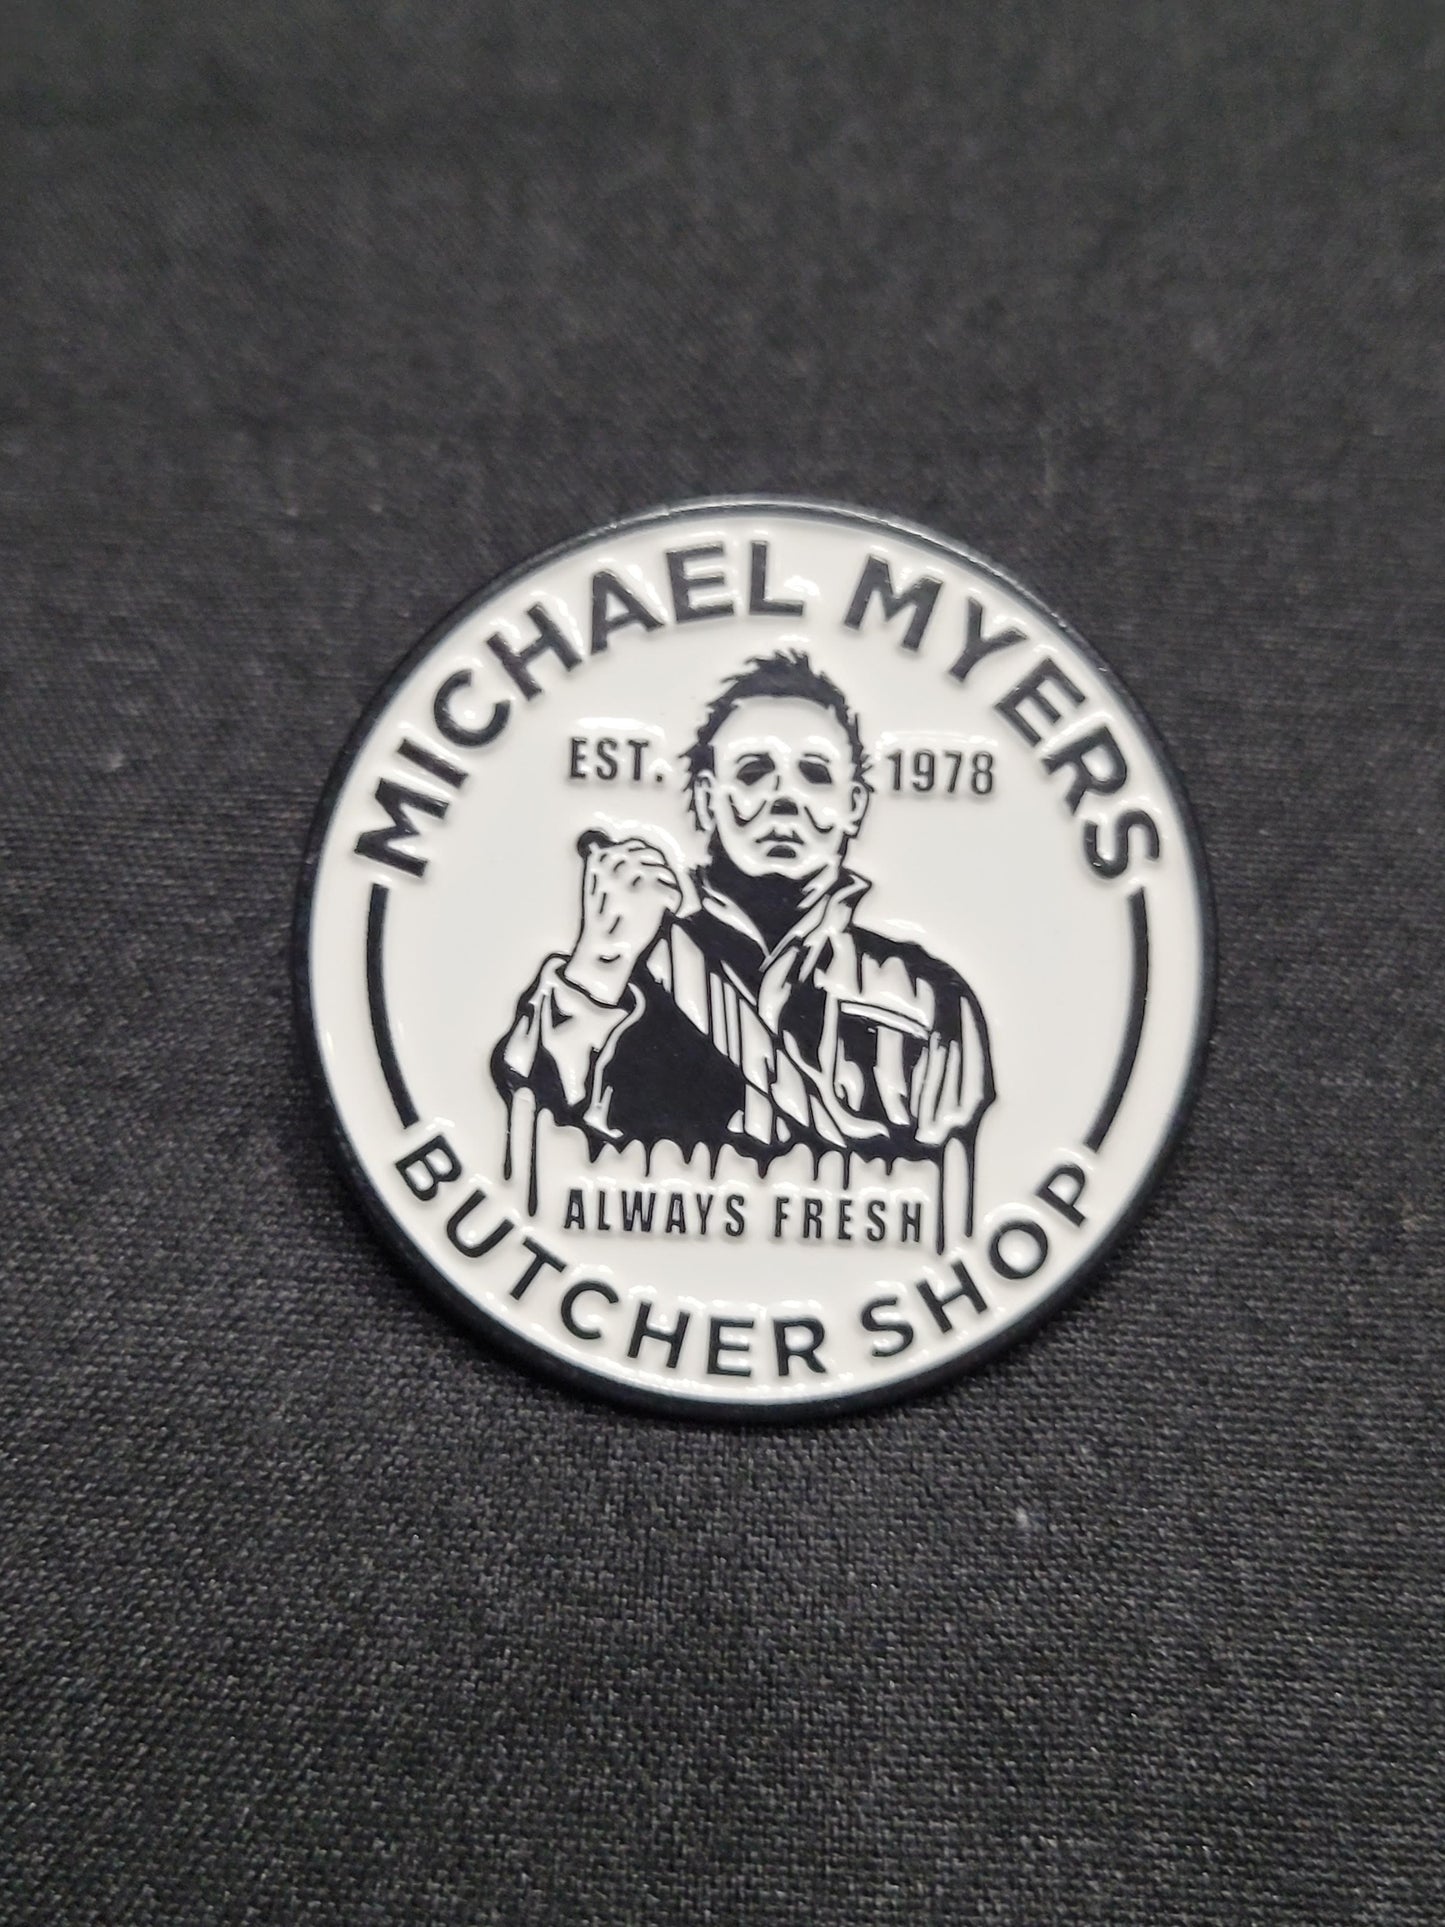 MICHAEL MYERS
EST. 1978
ALWAYS FRESH
BUTCHER SHOP